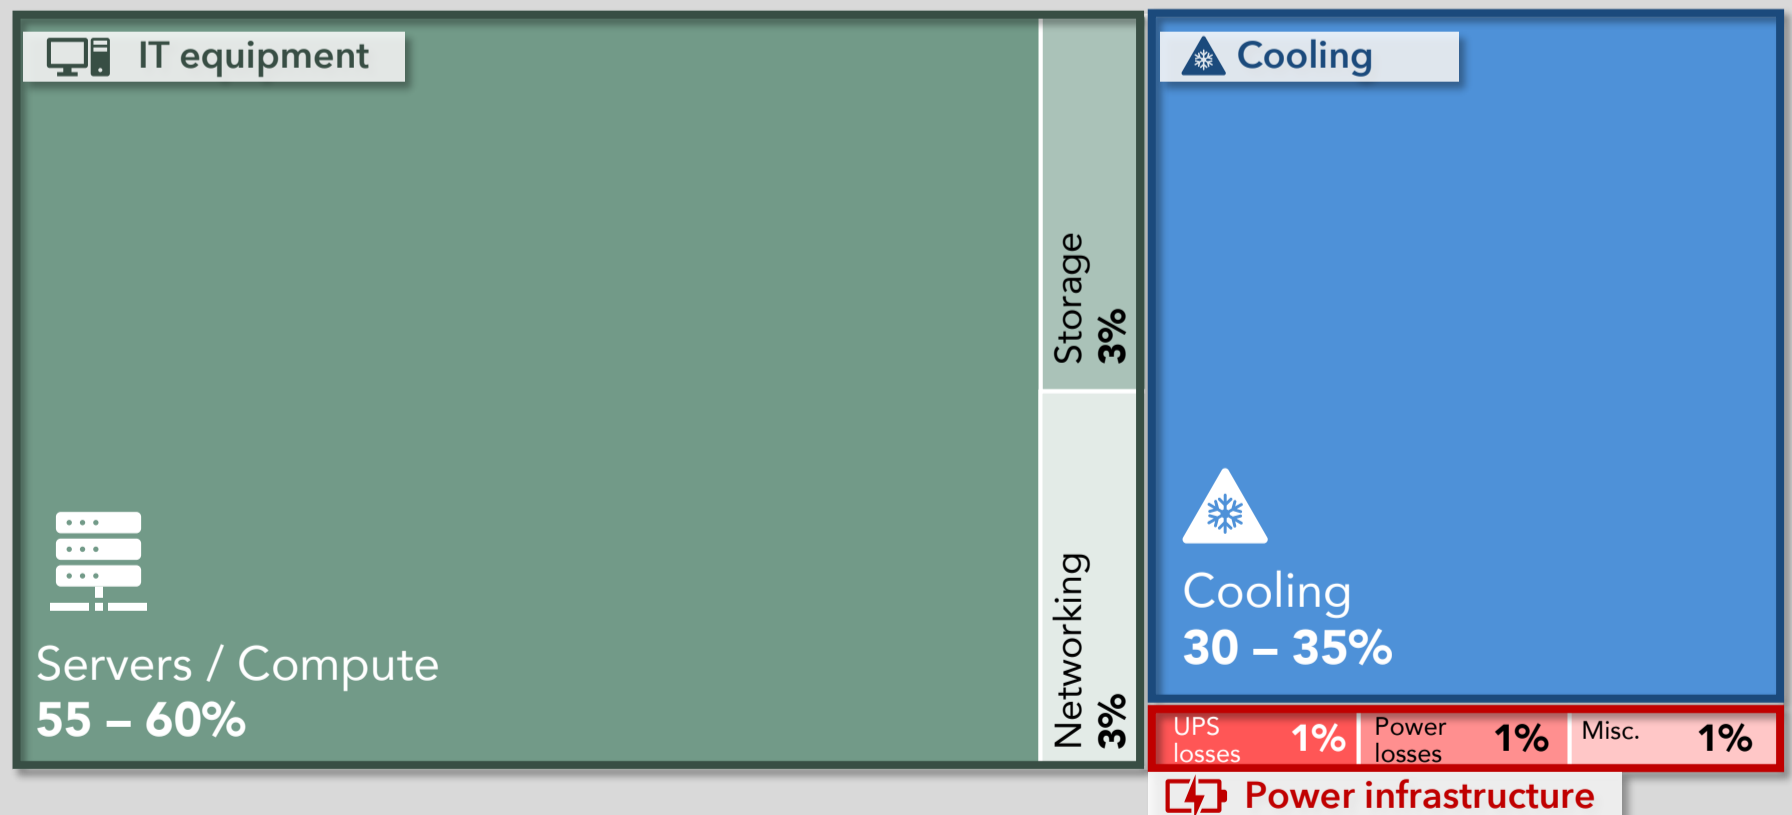 IT equipment
Servers / Compute
55 – 60%
Storage
3%
Networking
3%
Cooling
Cooling
30 – 35%
UPS
losses
1%
Power
losses
1%
Misc.
1%
Power infrastructure